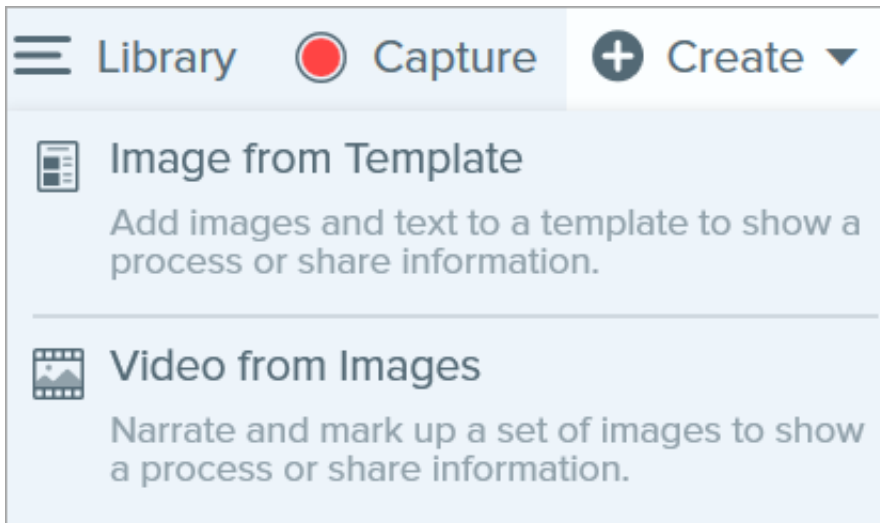 Library Capture Create
Image from Template
Add images and text to a template to show a
process or share information.
Video from Images
Narrate and mark up a set of images to show
a process or share information.